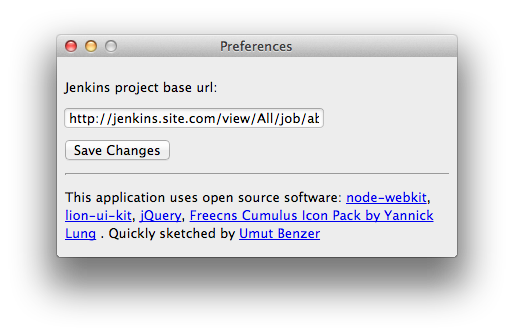 Preferences
Jenkins project base url:
http://jenkins.site.com/view/All/job/ab
Save Changes
This application uses open source software: node-webkit,
lion-ui-kit, jQuery, Freecns Cumulus Icon Pack by Yannick
Lung . Quickly sketched by Umut Benzer